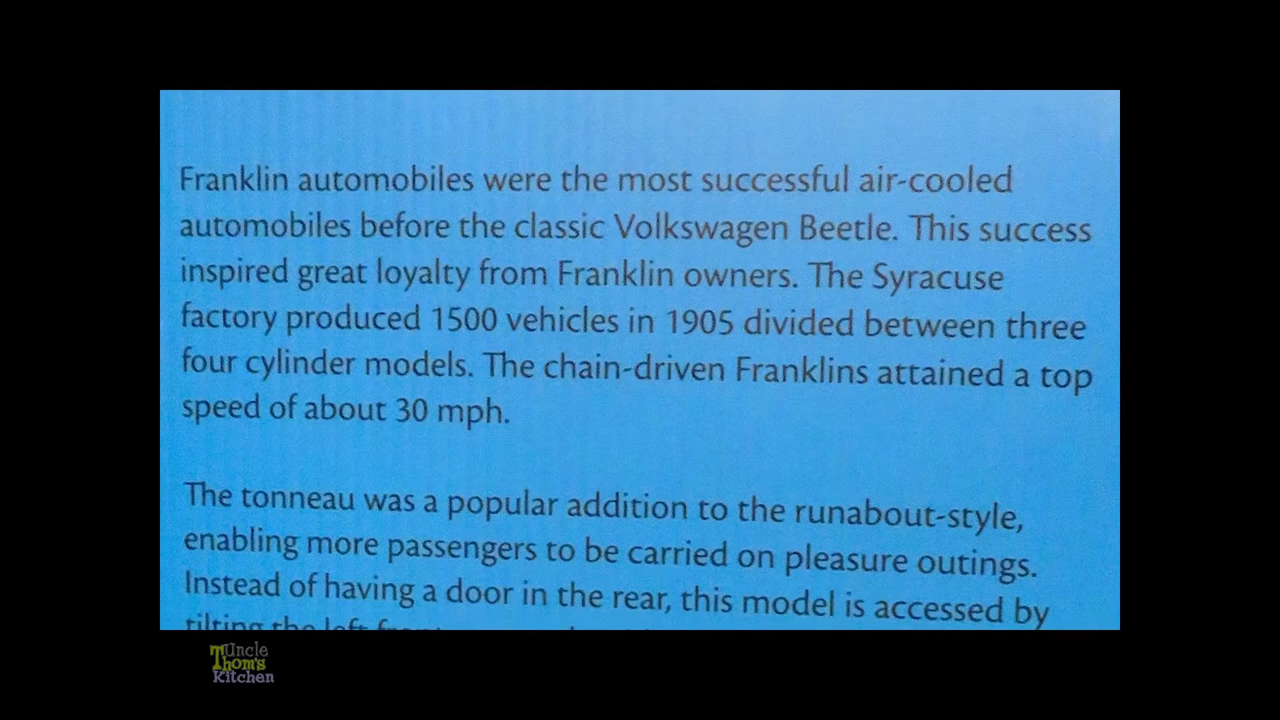 Franklin automobiles were the most successful air-cooled
automobiles before the classic Volkswagen Beetle. This success
inspired great loyalty from Franklin owners. The Syracuse
factory produced 1500 vehicles in 1905 divided between three
four cylinder models. The chain-driven Franklins attained a top
speed of about 30 mph.
The tonneau was a popular addition to the runabout-style,
enabling more passengers to be carried on pleasure outings.
Instead of having a door in the rear, this model is accessed by
tilting the left
Uncle
Thom's
Kitchen